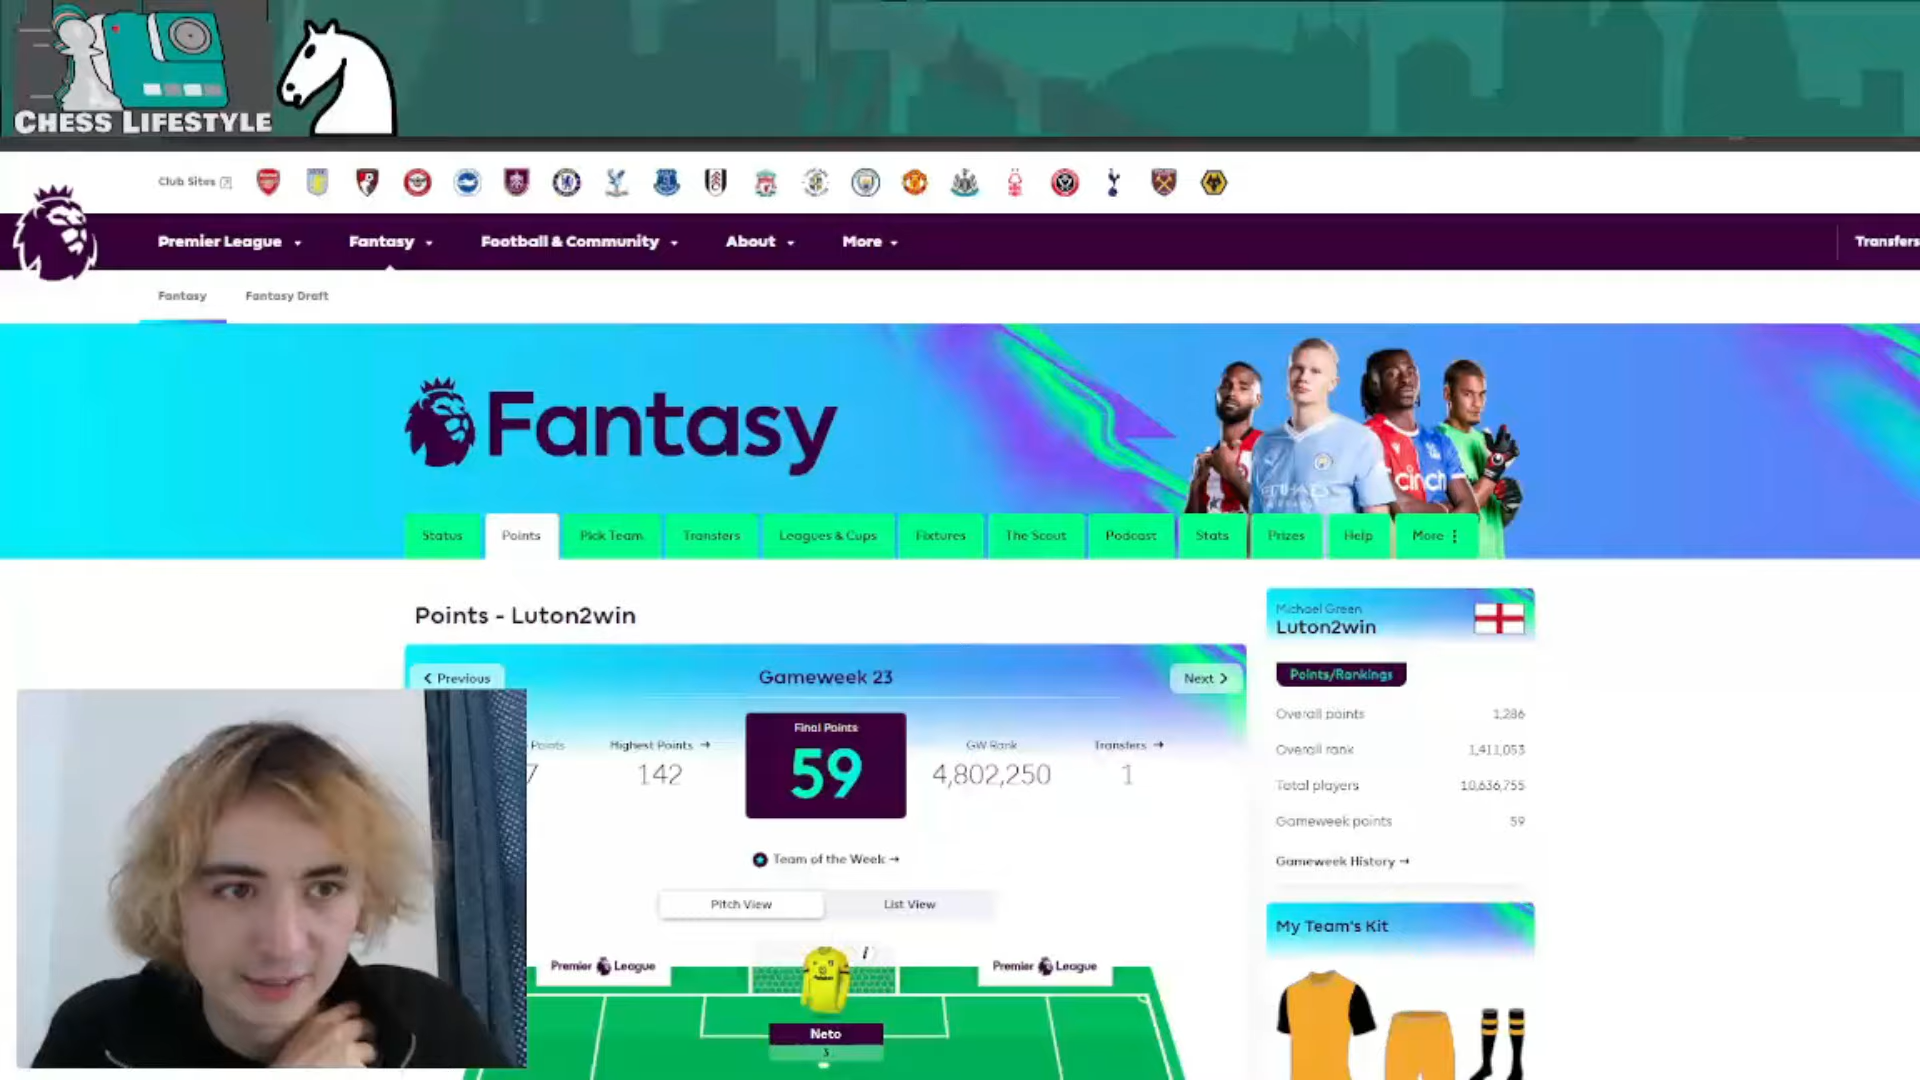 CHESS LIFESTYLE
Club Sites
Premier League
Fantasy
Football & Community
About
More
Transfers
Fantasy
Fantasy Draft
Fantasy
cinch
Status
Points
Pick Team
Transfers
Leagues & Cups
Fixtures
The Scout
Podcast
Stats
Prizes
Help
More
Points - Luton2win
Previous
Gameweek 23
Next
Points
7
Highest Points →
142
Final Points
59
GW Rank
4,802,250
Transfers →
1
Team of the Week →
Pitch View
List View
Premier League
Premier League
i
Neto
3
Michael Green
Luton2win
Points/Rankings
Overall points 1,286
Overall rank 1,411,053
Total players 10,636,755
Gameweek points 59
Gameweek History →
My Team's Kit